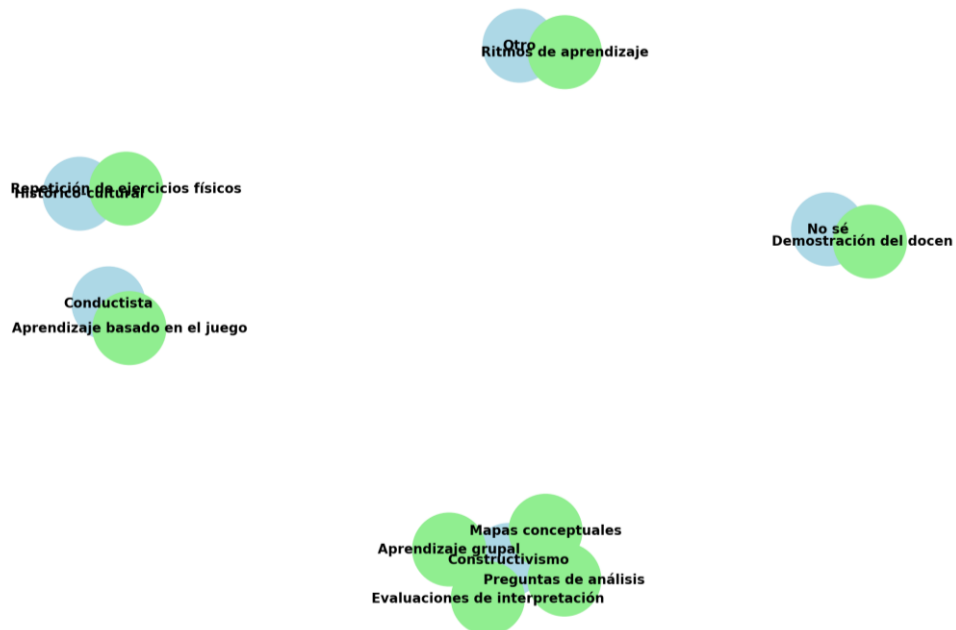 Otro
Ritmos de aprendizaje
Repetición de ejercicios físicos
Histórico-cultural
No sé
Demostración del docen
Conductista
Aprendizaje basado en el juego
Mapas conceptuales
Aprendizaje grupal
Constructivismo
Preguntas de análisis
Evaluaciones de interpretación